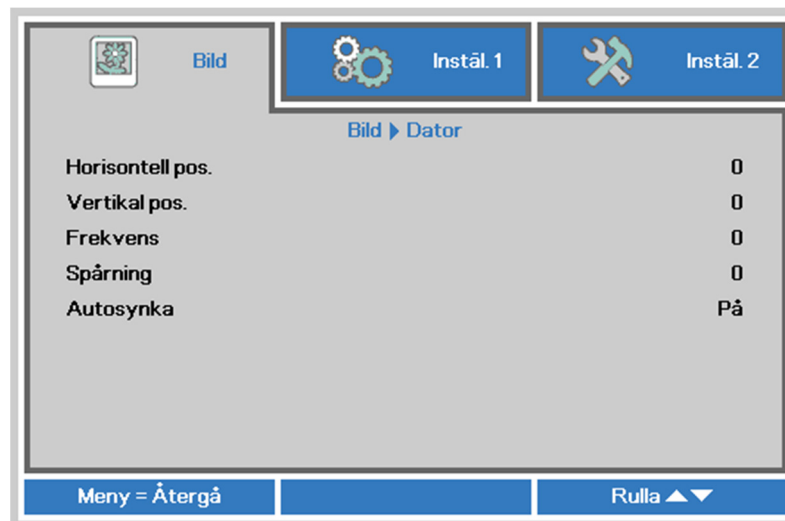 Bild
Instäl. 1
Instäl. 2
Bild ▶ Dator
Horisontell pos. 0
Vertikal pos. 0
Frekvens 0
Spårning 0
Autosynka På
Meny = Återgå
Rulla ▲▼